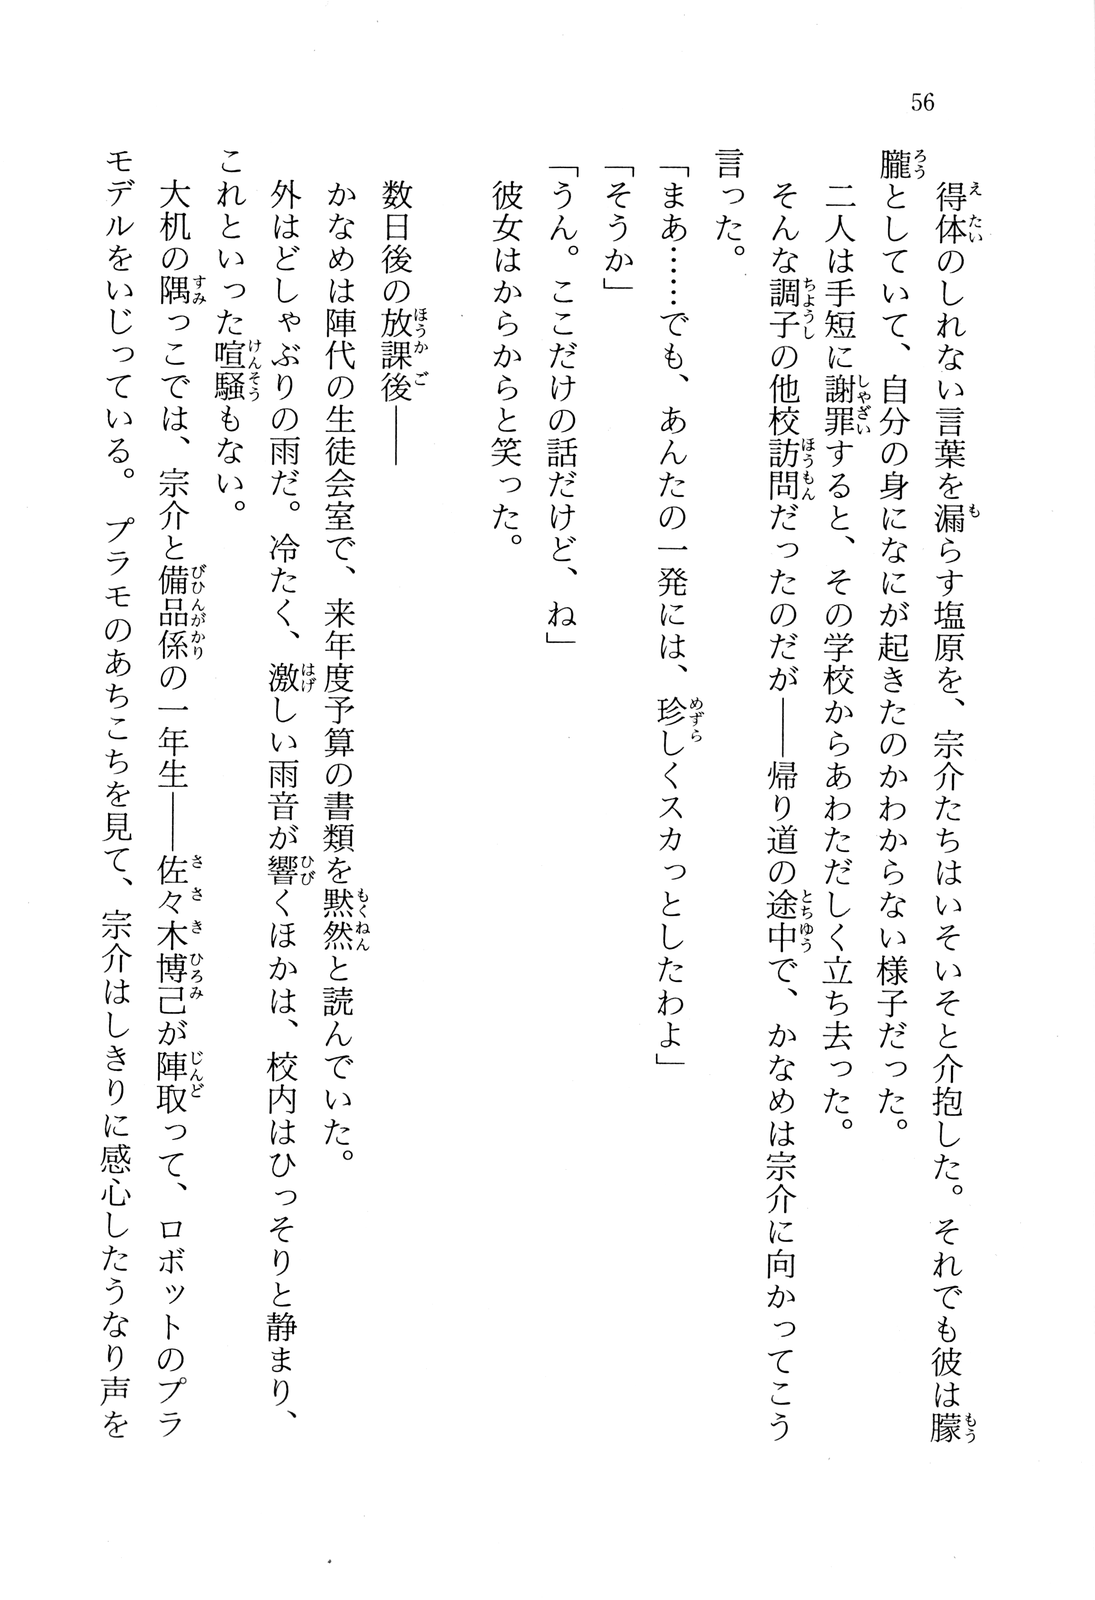 56
得体のしれない言葉を漏らす塩原を、宗介たちはいそいそと介抱した。それでも彼は朦
朧としていて、自分の身になにが起きたのかわからない様子だった。
二人は手短に謝罪すると、その学校からあわただしく立ち去った。
そんな調子の他校訪問だったのだが――帰り道の途中で、かなめは宗介に向かってこう
言った。
「まあ……でも、あんたの一発には、珍しくスカっとしたわよ」
「そうか」
「うん。ここだけの話だけど、ね」
彼女はからからと笑った。
数日後の放課後――
かなめは陣代の生徒会室で、来年度予算の書類を黙然と読んでいた。
外はどしゃぶりの雨だ。冷たく、激しい雨音が響くほかは、校内はひっそりと静まり、
これといった喧騒もない。
大机の隅っこでは、宗介と備品係の一年生――佐々木博己が陣取って、ロボットのプラ
モデルをいじっている。プラモのあちこちを見て、宗介はしきりに感心したうなり声を